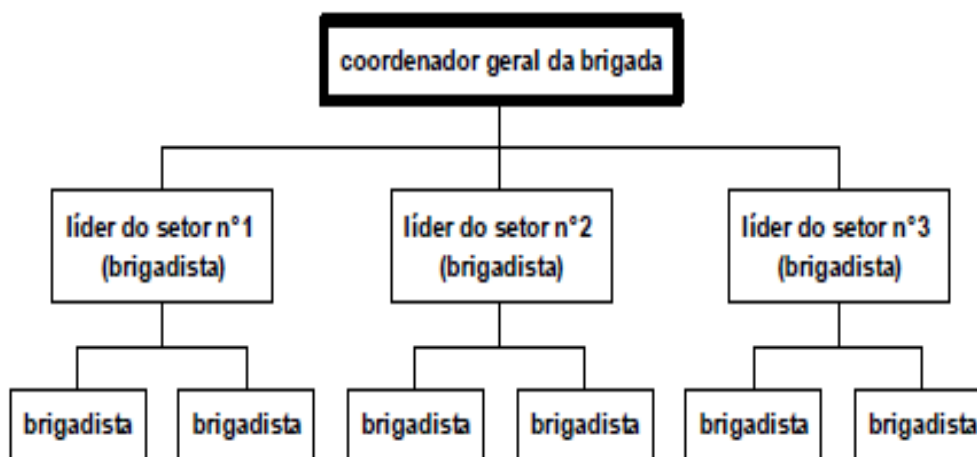 coordenador geral da brigada
líder do setor n°1
(brigadista)
líder do setor n°2
(brigadista)
líder do setor n°3
(brigadista)
brigadista
brigadista
brigadista
brigadista
brigadista
brigadista